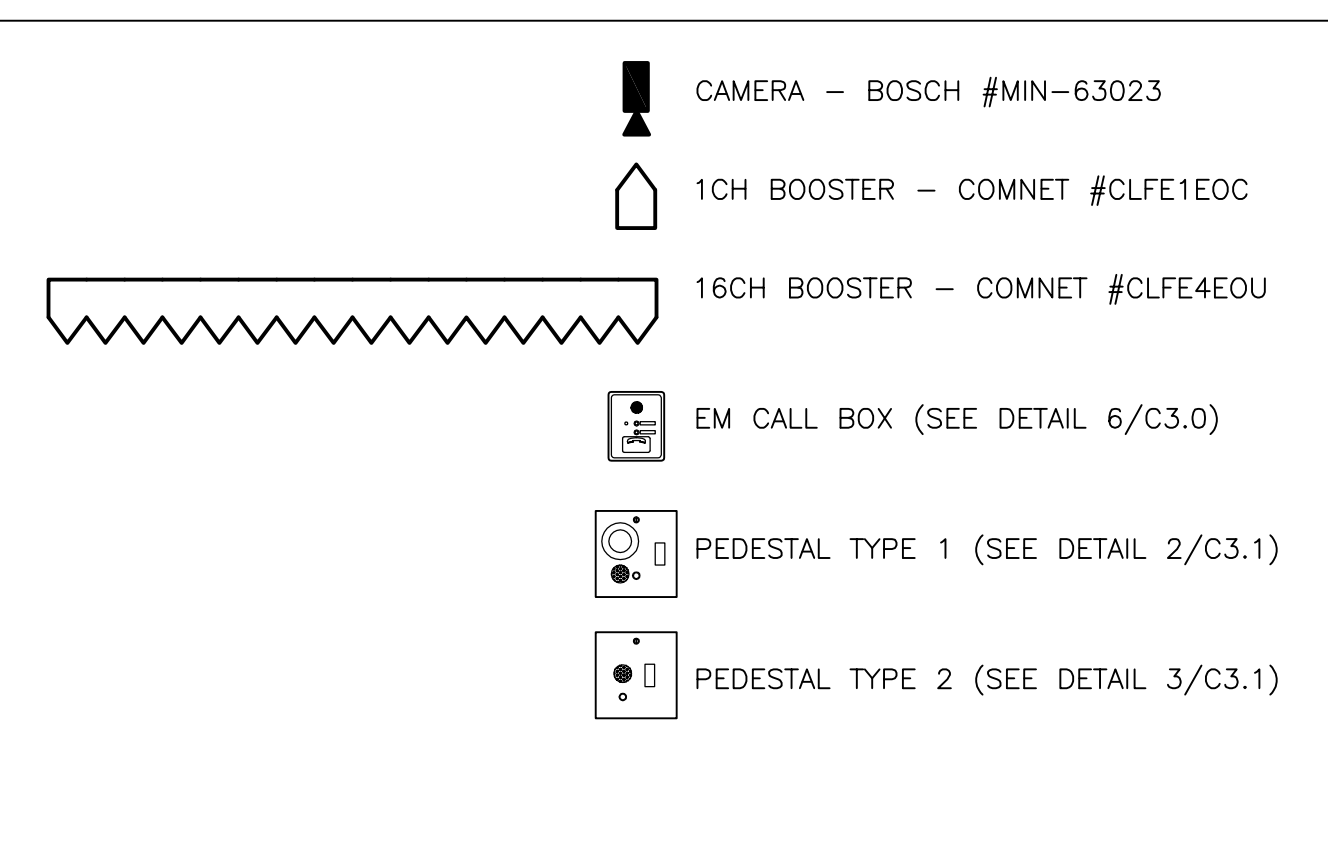 CAMERA – BOSCH #MIN–63023
1CH BOOSTER – COMNET #CLFE1EOC
16CH BOOSTER – COMNET #CLFE4EOU
EM CALL BOX (SEE DETAIL 6/C3.0)
PEDESTAL TYPE 1 (SEE DETAIL 2/C3.1)
PEDESTAL TYPE 2 (SEE DETAIL 3/C3.1)